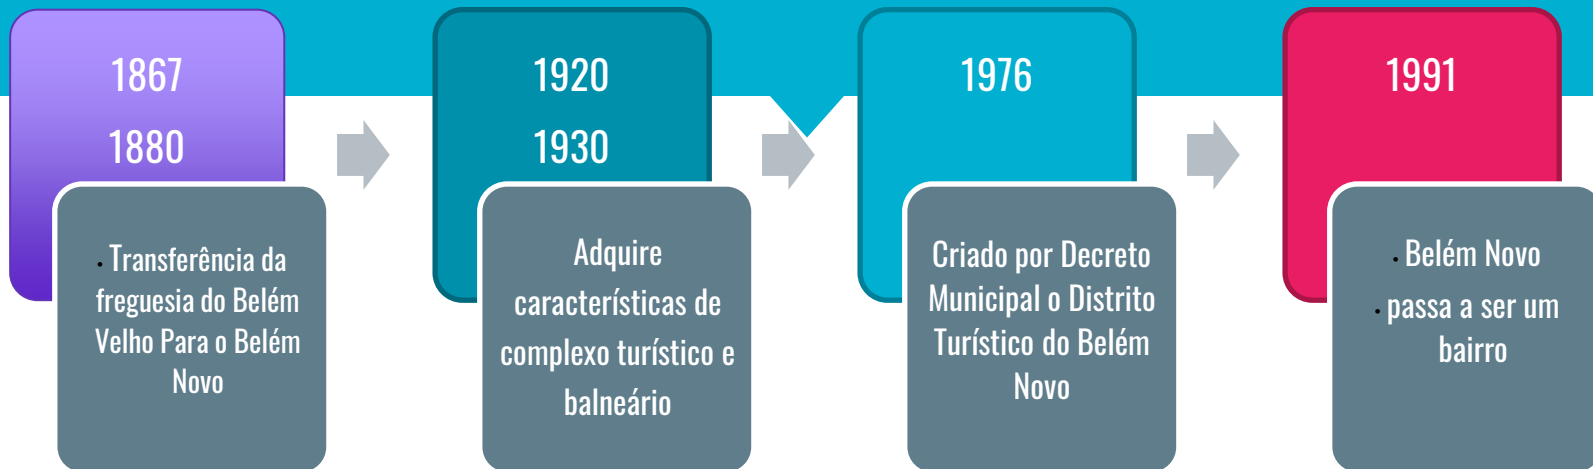 1867
1880
• Transferência da
freguesia do Belém
Velho Para o Belém
Novo
1920
1930
Adquire
características de
complexo turístico e
balneário
1976
Criado por Decreto
Municipal o Distrito
Turístico do Belém
Novo
1991
• Belém Novo
• passa a ser um
bairro